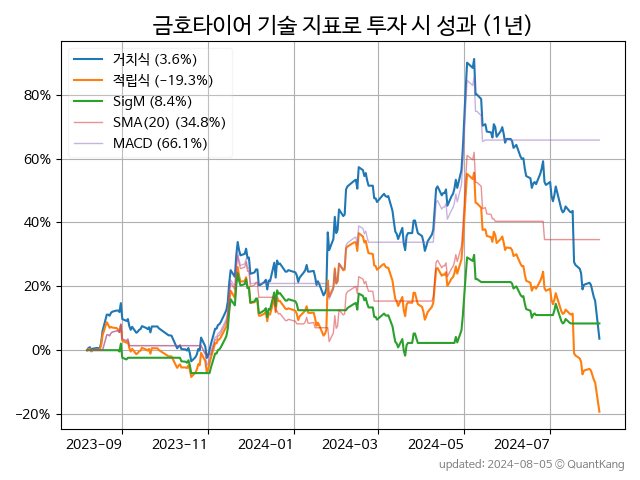 금호타이어 기술 지표로 투자 시 성과 (1년)
거치식 (3.6%)
적립식 (-19.3%)
SigM (8.4%)
SMA(20) (34.8%)
MACD (66.1%)
80%
60%
40%
20%
0%
-20%
2023-09 2023-11 2024-01 2024-03 2024-05 2024-07
updated: 2024-08-05 ⓒ QuantKang